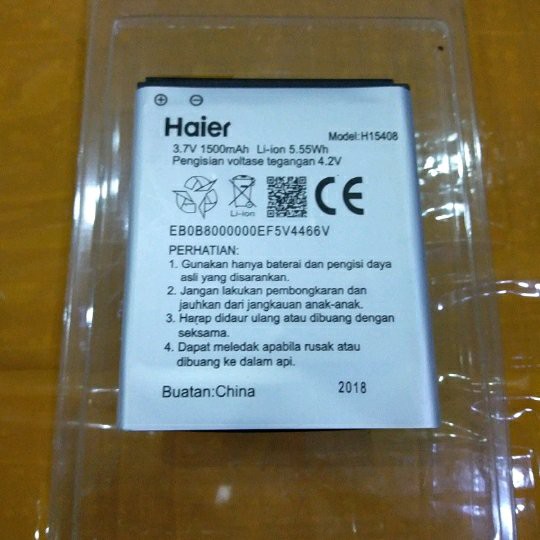 Haier
Model:H15408
3.7V 1500mAh Li-ion 5.55Wh
Pengisian voltase tegangan 4.2V
Li-ion
CE
EB0B8000000EF5V4466V
PERHATIAN:
1. Gunakan hanya baterai dan pengisi daya
asli yang disarankan.
2. Jangan lakukan pembongkaran dan
jauhkan dari jangkauan anak-anak.
3. Harap didaur ulang atau dibuang dengan
seksama.
4. Dapat meledak apabila rusak atau
dibuang ke dalam api.
Buatan:China
2018